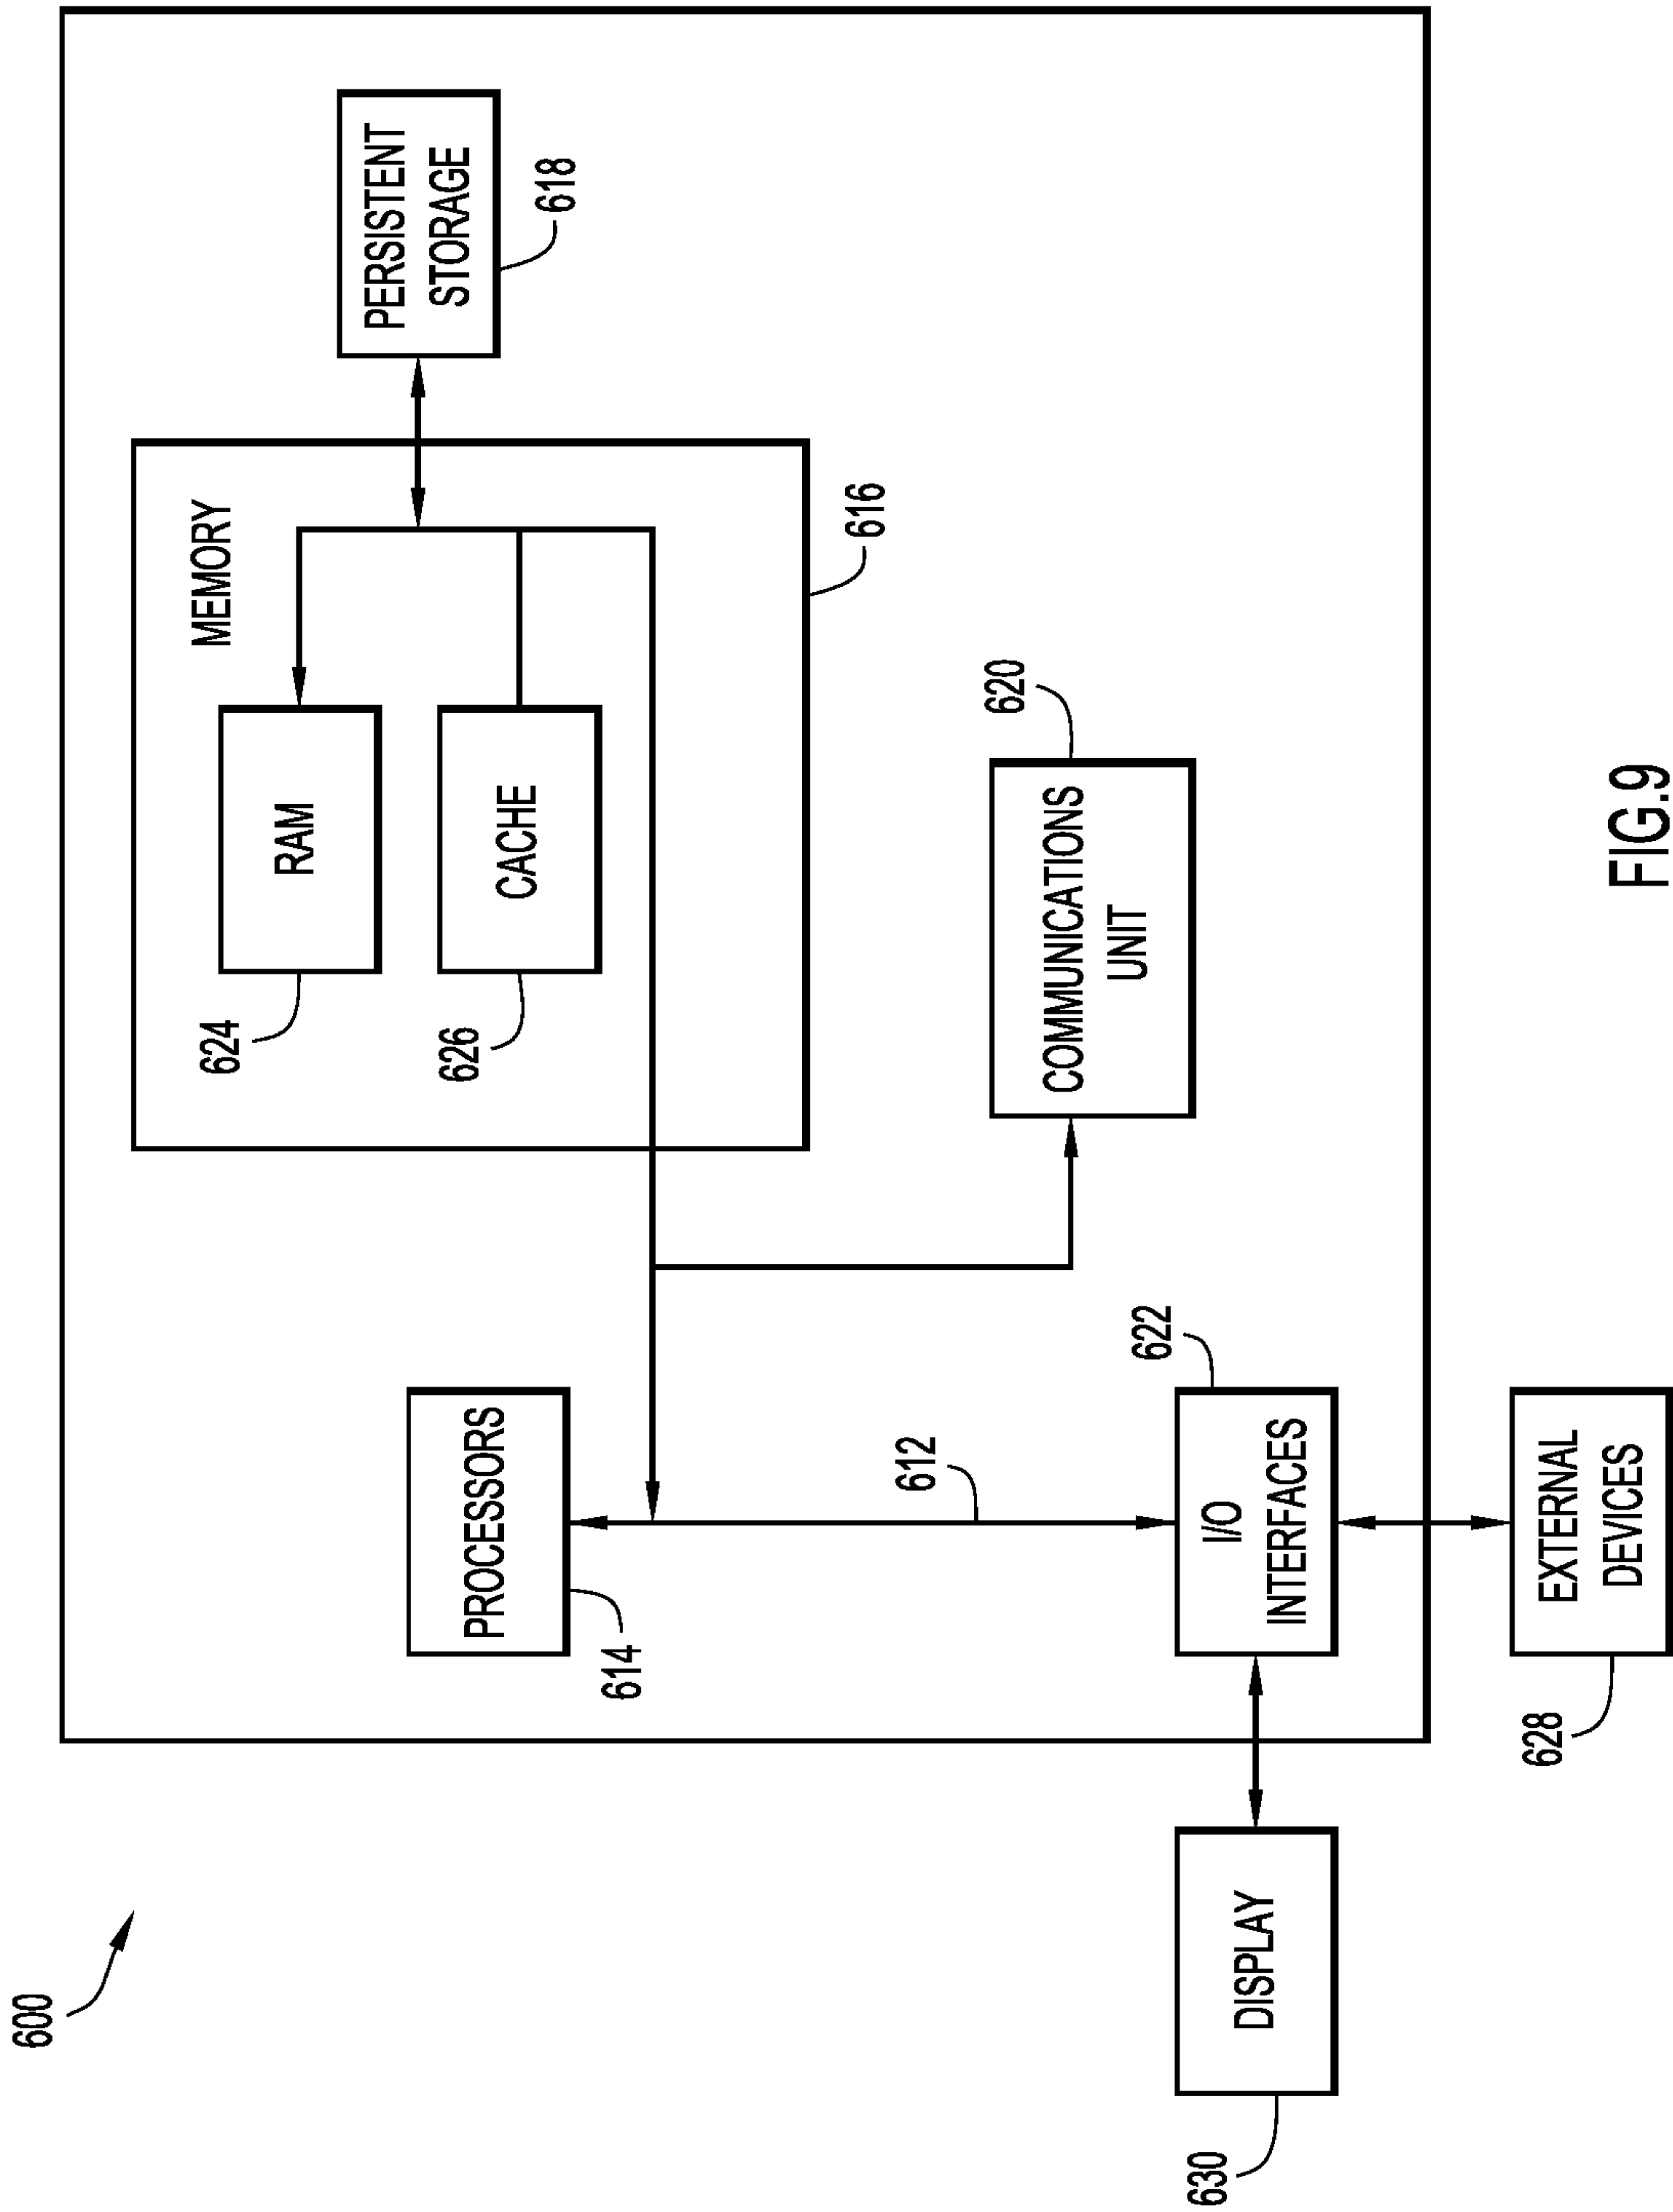 600
PROCESSORS
614
MEMORY
RAM
624
CACHE
626
616
PERSISTENT
STORAGE
618
612
COMMUNICATIONS
UNIT
620
622
I/O
INTERFACES
DISPLAY
630
EXTERNAL
DEVICES
628
FIG.9